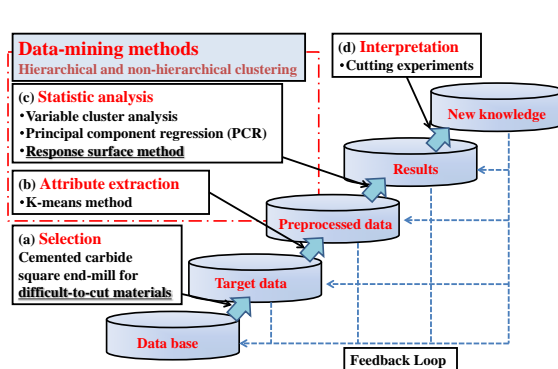 Data-mining methods
Hierarchical and non-hierarchical clustering
(d) Interpretation
•Cutting experiments
(c) Statistic analysis
•Variable cluster analysis
•Principal component regression (PCR)
•Response surface method
New knowledge
Results
(b) Attribute extraction
•K-means method
Preprocessed data
(a) Selection
Cemented carbide
square end-mill for
difficult-to-cut materials
Target data
Data base
Feedback Loop